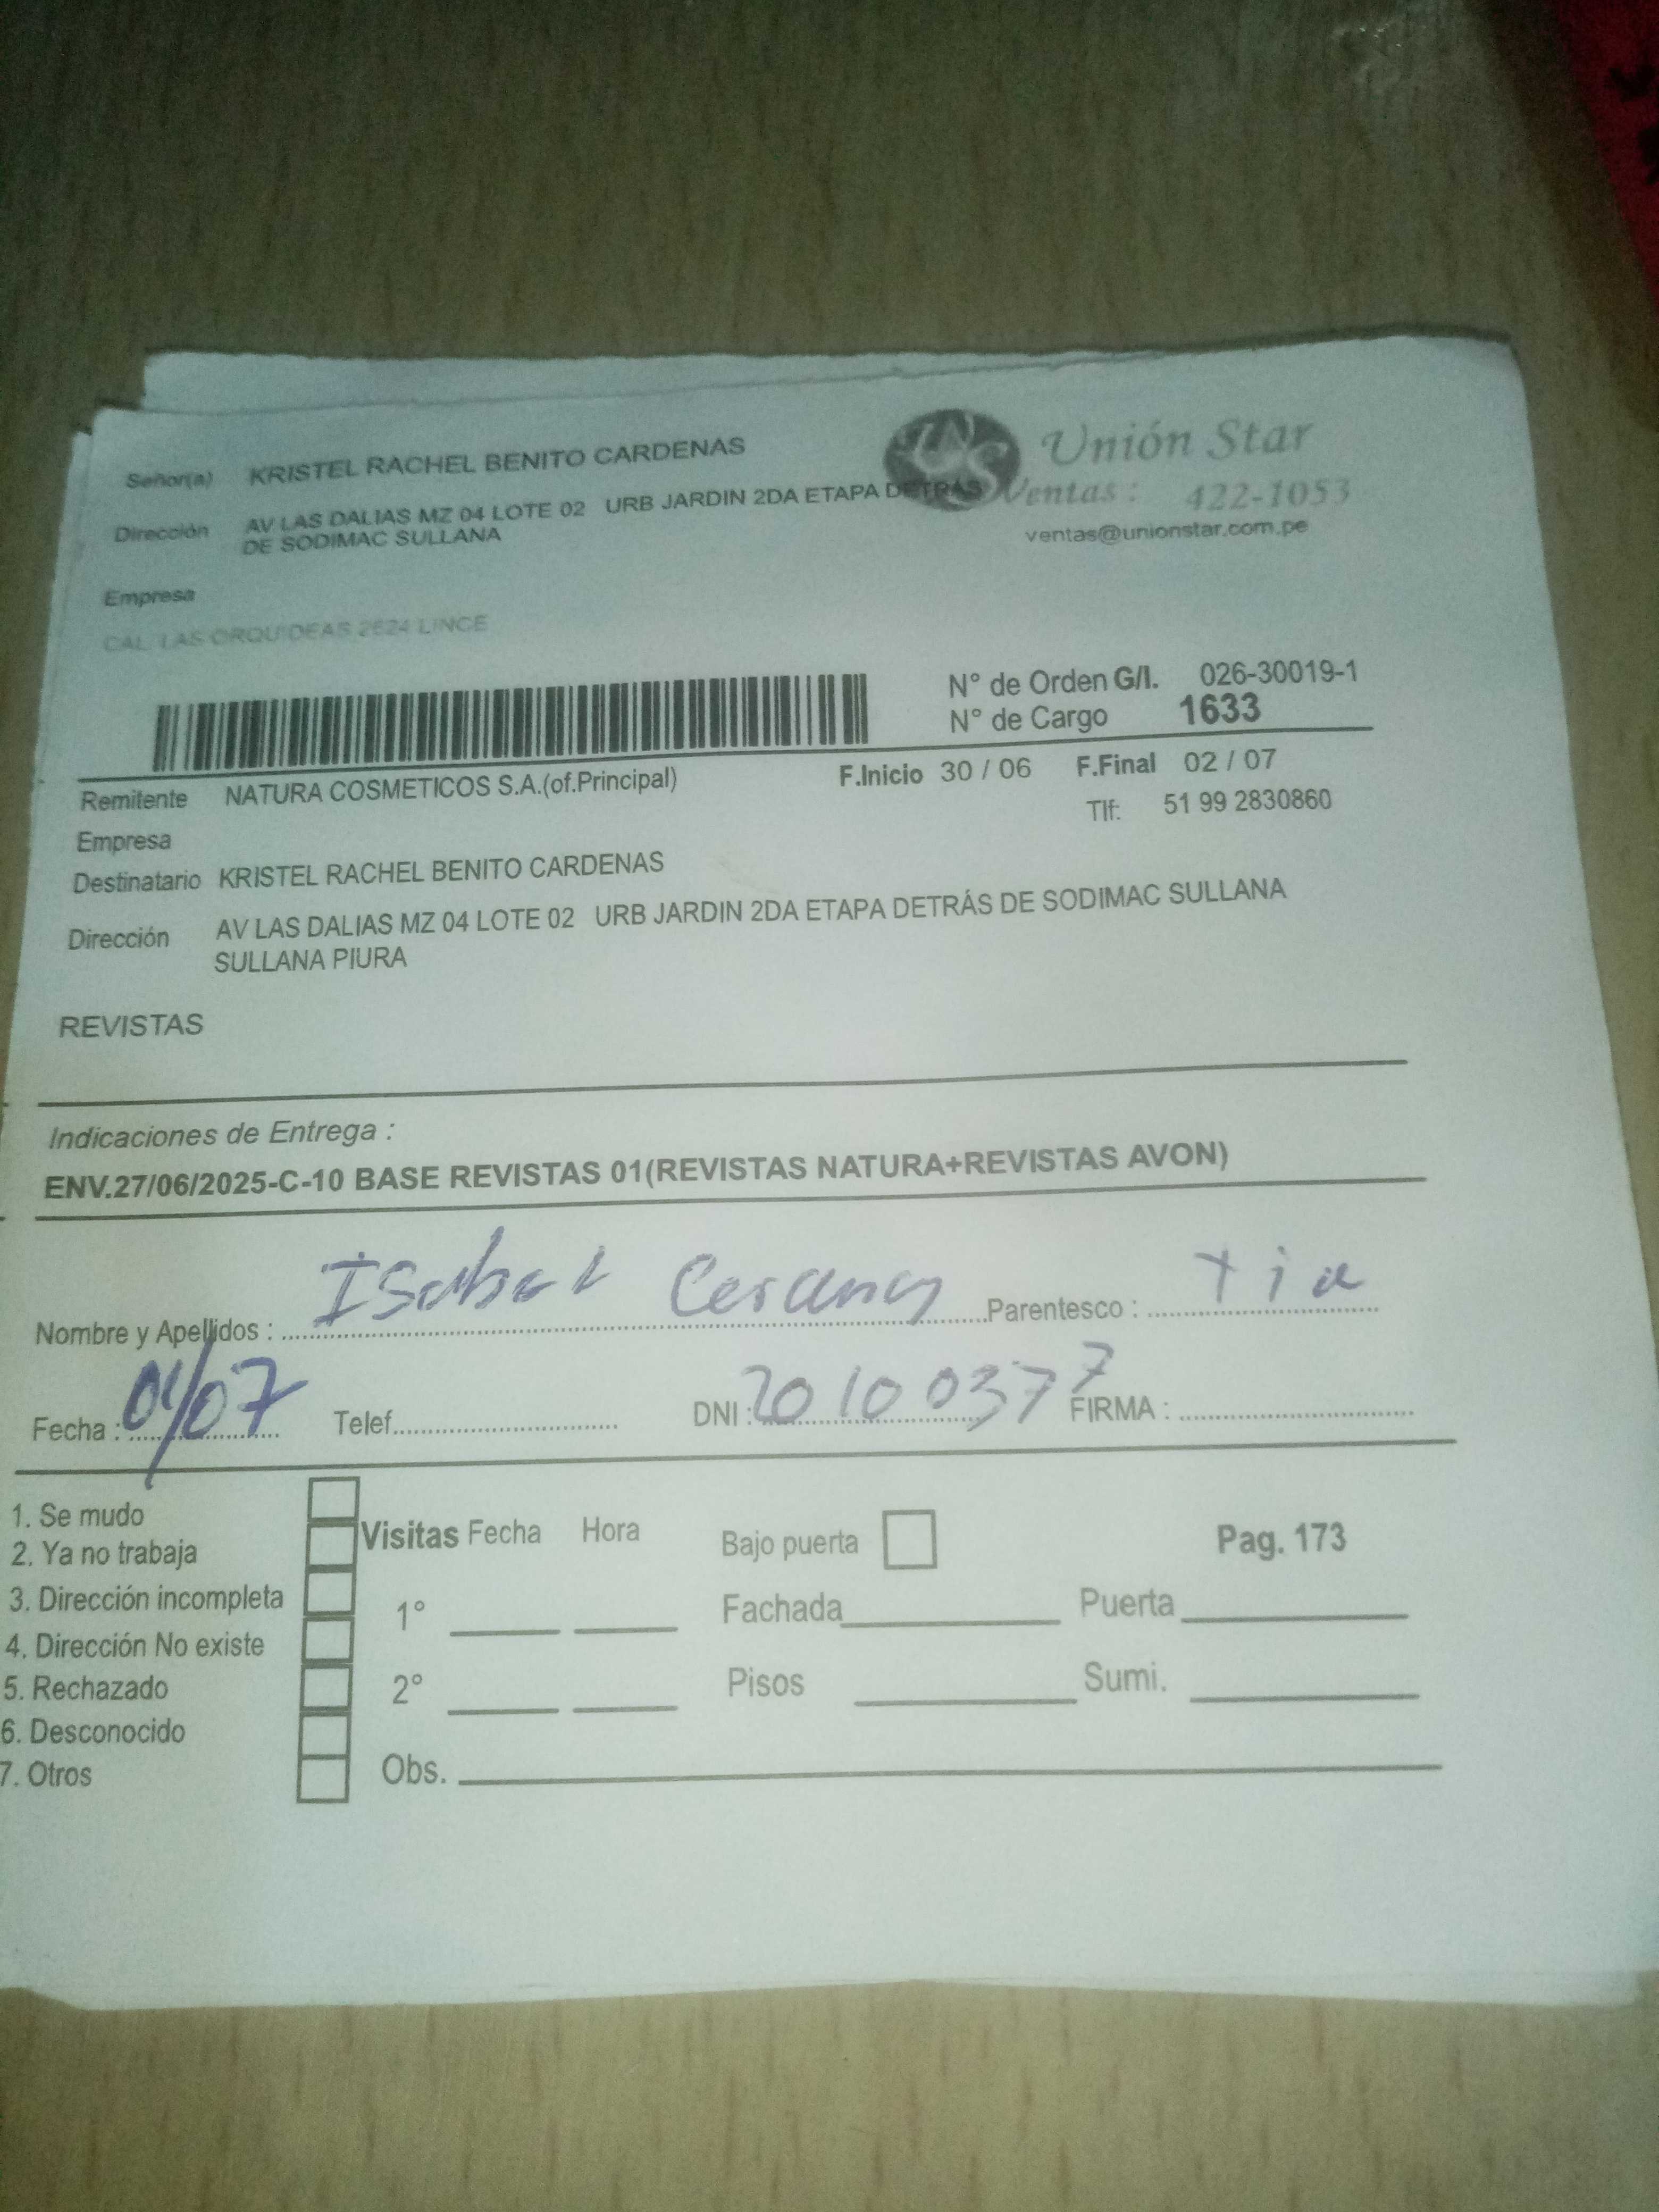 Señor(a) KRISTEL RACHEL BENITO CARDENAS
Unión Star
Dirección AV LAS DALIAS MZ 04 LOTE 02 URB JARDIN 2DA ETAPA DETRÁS
DE SODIMAC SULLANA
Ventas : 422-1053
ventas@unionstar.com.pe
Empresa
CAL LAS ORQUIDEAS 2624 LINCE
N° de Orden G/I. 026-30019-1
N° de Cargo 1633
Remitente NATURA COSMETICOS S.A.(of.Principal) F.Inicio 30 / 06 F.Final 02 / 07
Empresa Tlf: 51 99 2830860
Destinatario KRISTEL RACHEL BENITO CARDENAS
Dirección AV LAS DALIAS MZ 04 LOTE 02 URB JARDIN 2DA ETAPA DETRÁS DE SODIMAC SULLANA
SULLANA PIURA
REVISTAS
Indicaciones de Entrega :
ENV.27/06/2025-C-10 BASE REVISTAS 01(REVISTAS NATURA+REVISTAS AVON)
Nombre y Apellidos : Isabel Parentesco : tia
Fecha : 01/07 Telef. DNI : 20100377 FIRMA :
1. Se mudo
2. Ya no trabaja
3. Dirección incompleta
4. Dirección No existe
5. Rechazado
6. Desconocido
7. Otros
Visitas Fecha Hora Bajo puerta Pag. 173
1° Fachada Puerta
2° Pisos Sumi.
Obs.